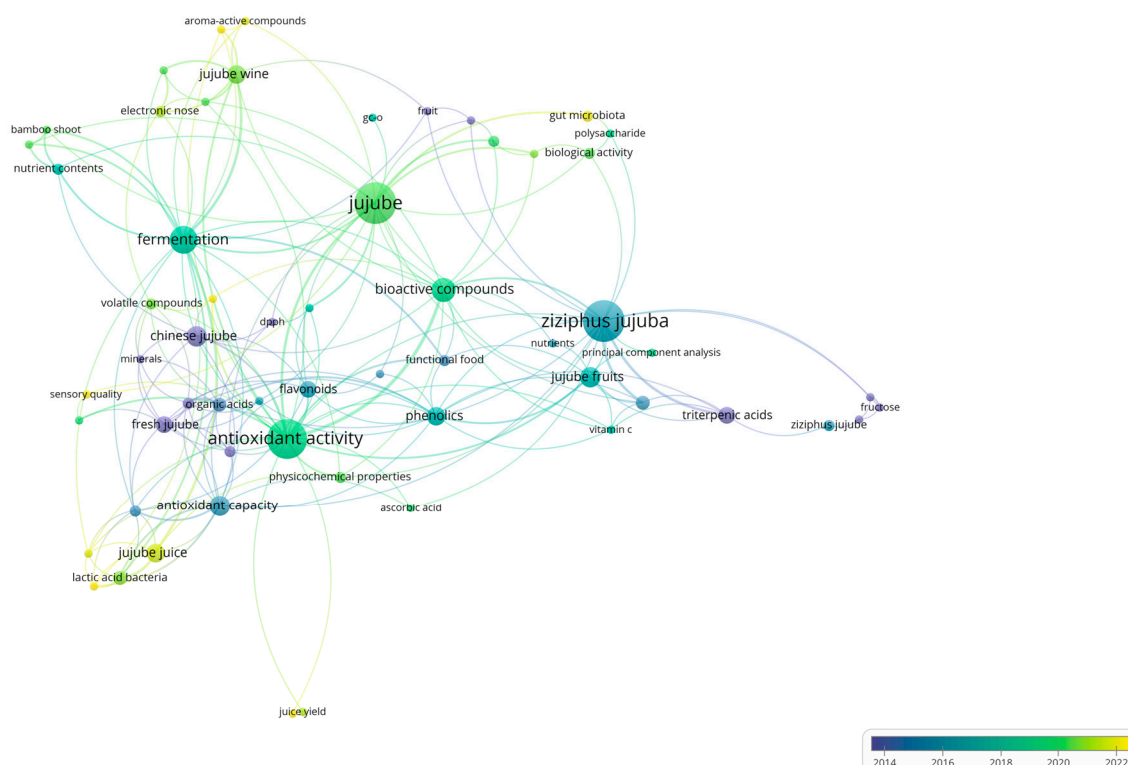 aroma-active compounds
jujube wine
electronic nose
gc-o
fruit
gut microbiota
bamboo shoot
polysaccharide
biological activity
nutrient contents
jujube
fermentation
bioactive compounds
volatile compounds
dpph
ziziphus jujuba
chinese jujube
nutrients
minerals
functional food
principal component analysis
jujube fruits
sensory quality
flavonoids
organic acids
fructose
phenolics
triterpenic acids
fresh jujube
ziziphus jujube
vitamin c
antioxidant activity
physicochemical properties
antioxidant capacity
ascorbic acid
jujube juice
lactic acid bacteria
juice yield
2014 2016 2018 2020 2022